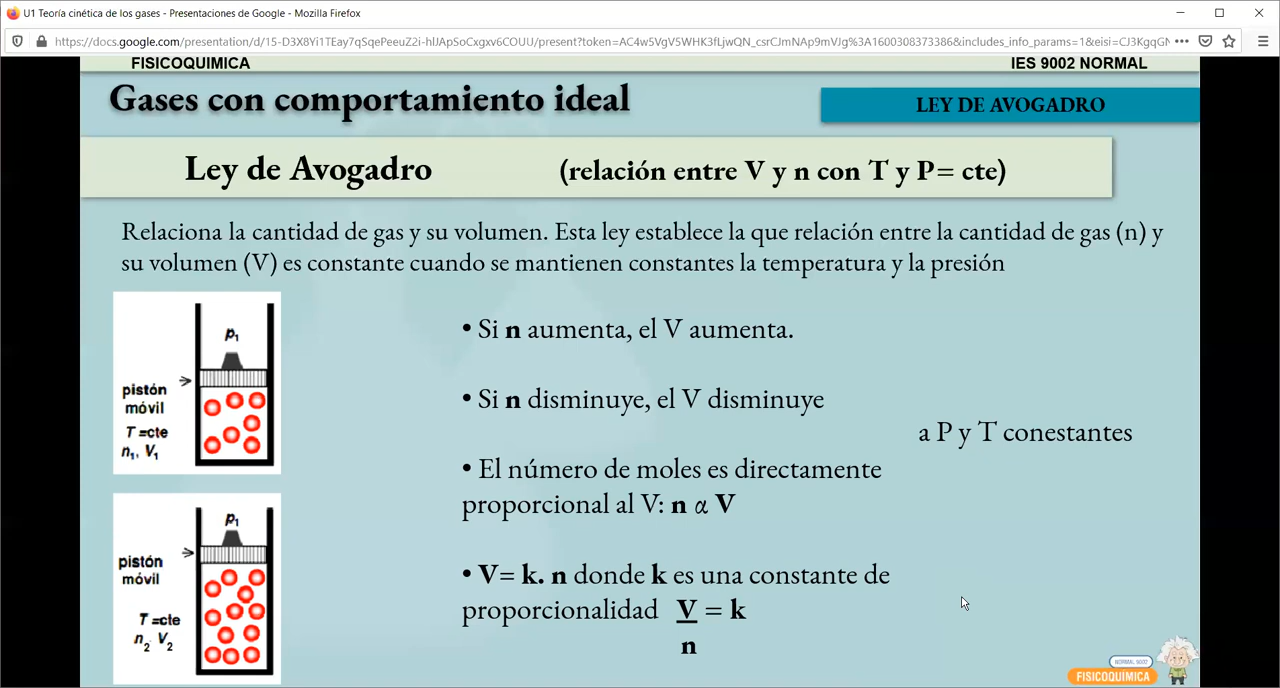 U1 Teoría cinética de los gases - Presentaciones de Google - Mozilla Firefox
https://docs.google.com/presentation/d/15-D3X8Yi1TEay7qSqePeeuZ2i-hlJApSoCxgxv6COUU/present?token=AC4w5VgV5WHK3fLjwQN_csrCJmNAp9mVJg%3A1600308373386&includes_info_params=1&eisi=CJ3KgqGN
FISICOQUÍMICA
IES 9002 NORMAL
Gases con comportamiento ideal
LEY DE AVOGADRO
Ley de Avogadro (relación entre V y n con T y P= cte)
Relaciona la cantidad de gas y su volumen. Esta ley establece la que relación entre la cantidad de gas (n) y
su volumen (V) es constante cuando se mantienen constantes la temperatura y la presión
p1
pistón
móvil
T =cte
n1, V1
p1
pistón
móvil
T =cte
n2 V2
• Si n aumenta, el V aumenta.
• Si n disminuye, el V disminuye
a P y T conestantes
• El número de moles es directamente
proporcional al V: n α V
• V= k. n donde k es una constante de
proporcionalidad V = k
n
NORMAL 9002
FISICOQUÍMICA